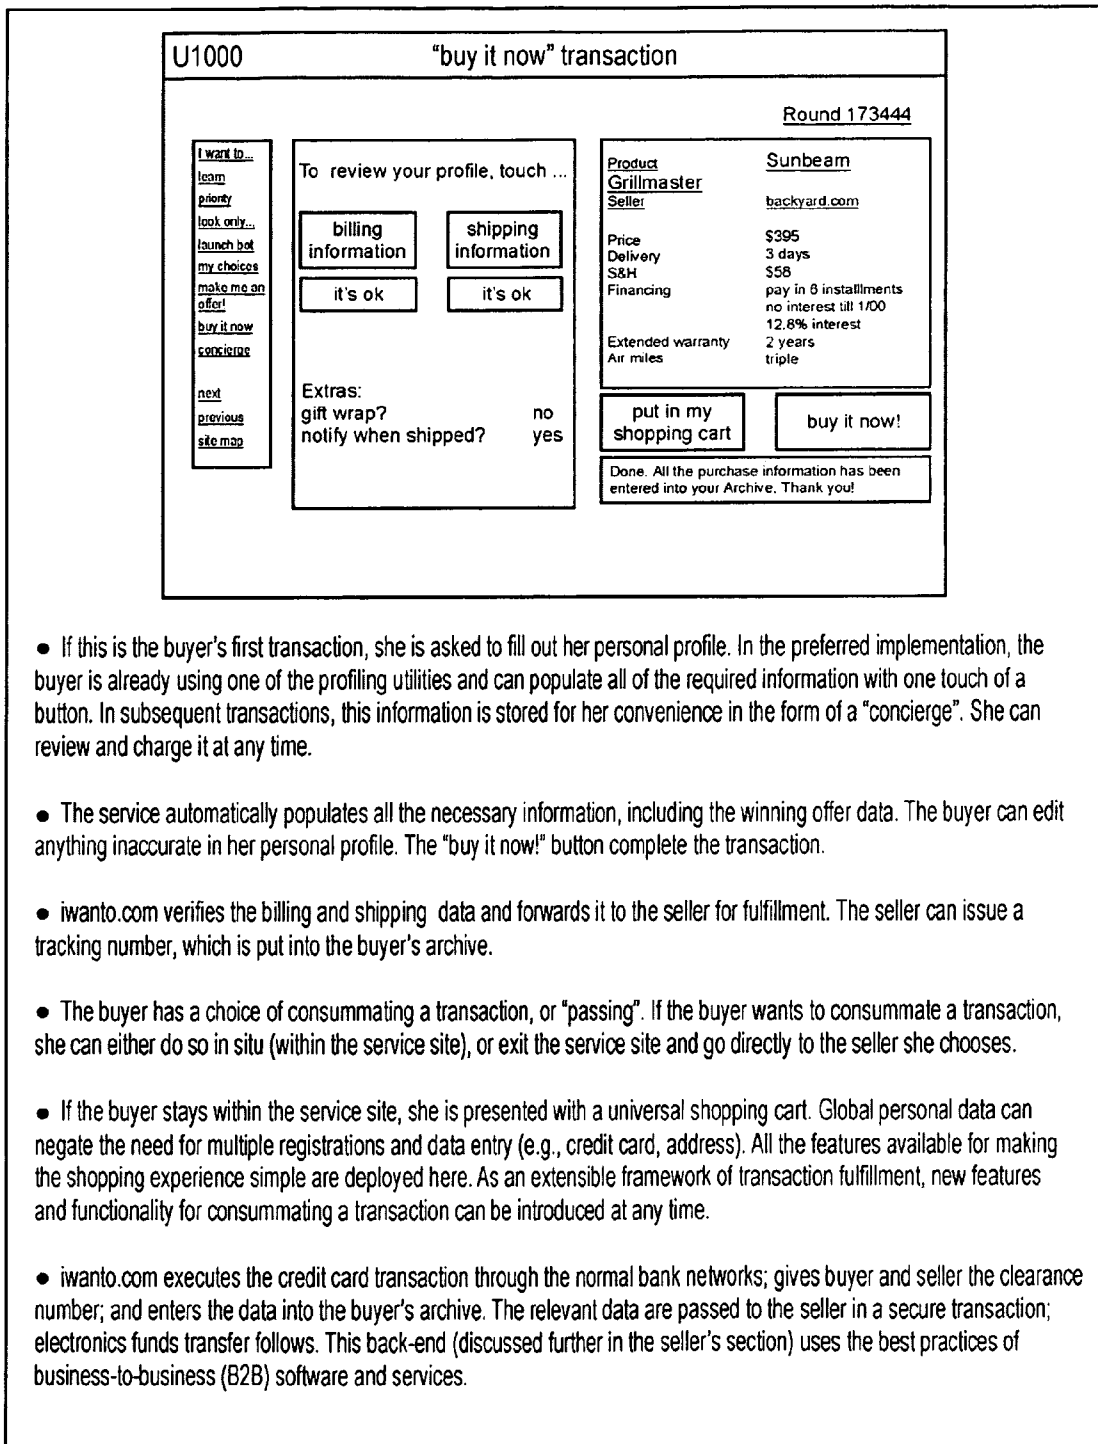 U1000 "buy it now" transaction
Round 173444
I want to...
learn
priority
look only...
launch bot
my choices
make me an
offer!
buy it now
concierge
next
previous
site map
To review your profile, touch ...
billing
information
shipping
information
it's ok
it's ok
Extras:
gift wrap? no
notify when shipped? yes
Product Sunbeam
Grillmaster
Seller backyard.com
Price $395
Delivery 3 days
S&H $58
Financing pay in 6 installlments
no interest till 1/00
12.8% interest
Extended warranty 2 years
Air miles triple
put in my
shopping cart
buy it now!
Done. All the purchase information has been
entered into your Archive. Thank you!
● If this is the buyer's first transaction, she is asked to fill out her personal profile. In the preferred implementation, the
buyer is already using one of the profiling utilities and can populate all of the required information with one touch of a
button. In subsequent transactions, this information is stored for her convenience in the form of a "concierge". She can
review and charge it at any time.
● The service automatically populates all the necessary information, including the winning offer data. The buyer can edit
anything inaccurate in her personal profile. The "buy it now!" button complete the transaction.
● iwanto.com verifies the billing and shipping data and forwards it to the seller for fulfillment. The seller can issue a
tracking number, which is put into the buyer's archive.
● The buyer has a choice of consummating a transaction, or "passing". If the buyer wants to consummate a transaction,
she can either do so in situ (within the service site), or exit the service site and go directly to the seller she chooses.
● If the buyer stays within the service site, she is presented with a universal shopping cart. Global personal data can
negate the need for multiple registrations and data entry (e.g., credit card, address). All the features available for making
the shopping experience simple are deployed here. As an extensible framework of transaction fulfillment, new features
and functionality for consummating a transaction can be introduced at any time.
● iwanto.com executes the credit card transaction through the normal bank networks; gives buyer and seller the clearance
number; and enters the data into the buyer's archive. The relevant data are passed to the seller in a secure transaction;
electronics funds transfer follows. This back-end (discussed further in the seller's section) uses the best practices of
business-to-business (B2B) software and services.